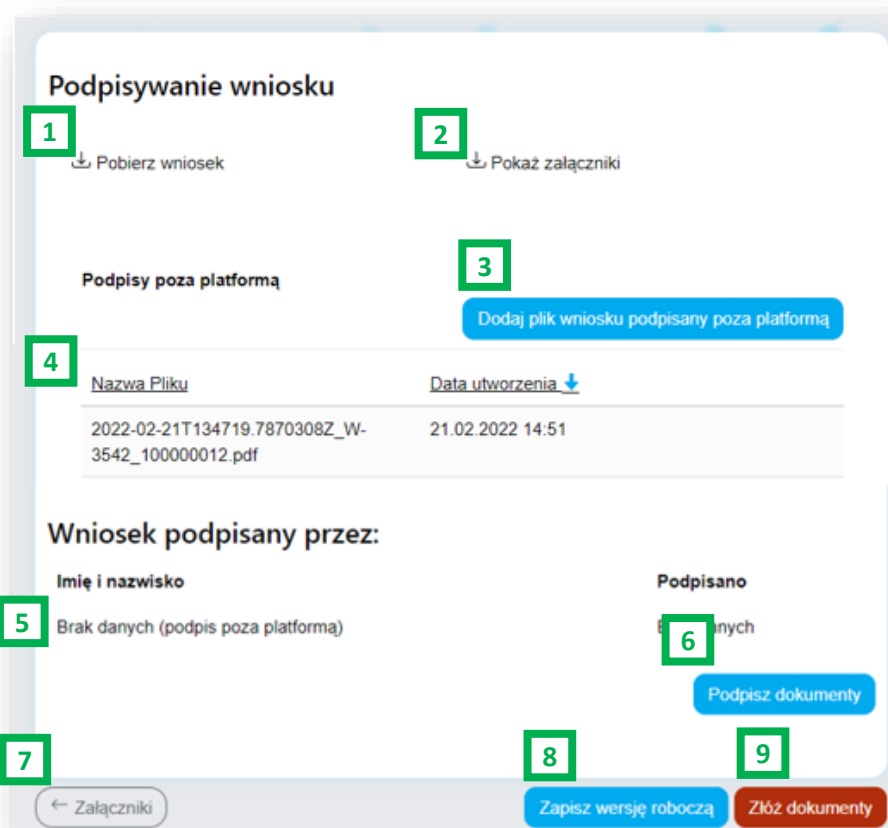 Podpisywanie wniosku
1
2
Pobierz wniosek
Pokaż załączniki
3
Podpisy poza platformą
Dodaj plik wniosku podpisany poza platformą
4
Nazwa Pliku
Data utworzenia
2022-02-21T134719.7870308Z_W-
3542_100000012.pdf
21.02.2022 14:51
Wniosek podpisany przez:
Imię i nazwisko
Podpisano
5
Brak danych (podpis poza platformą)
6
Podpisz dokumenty
7
8
9
← Załączniki
Zapisz wersję roboczą
Złóż dokumenty